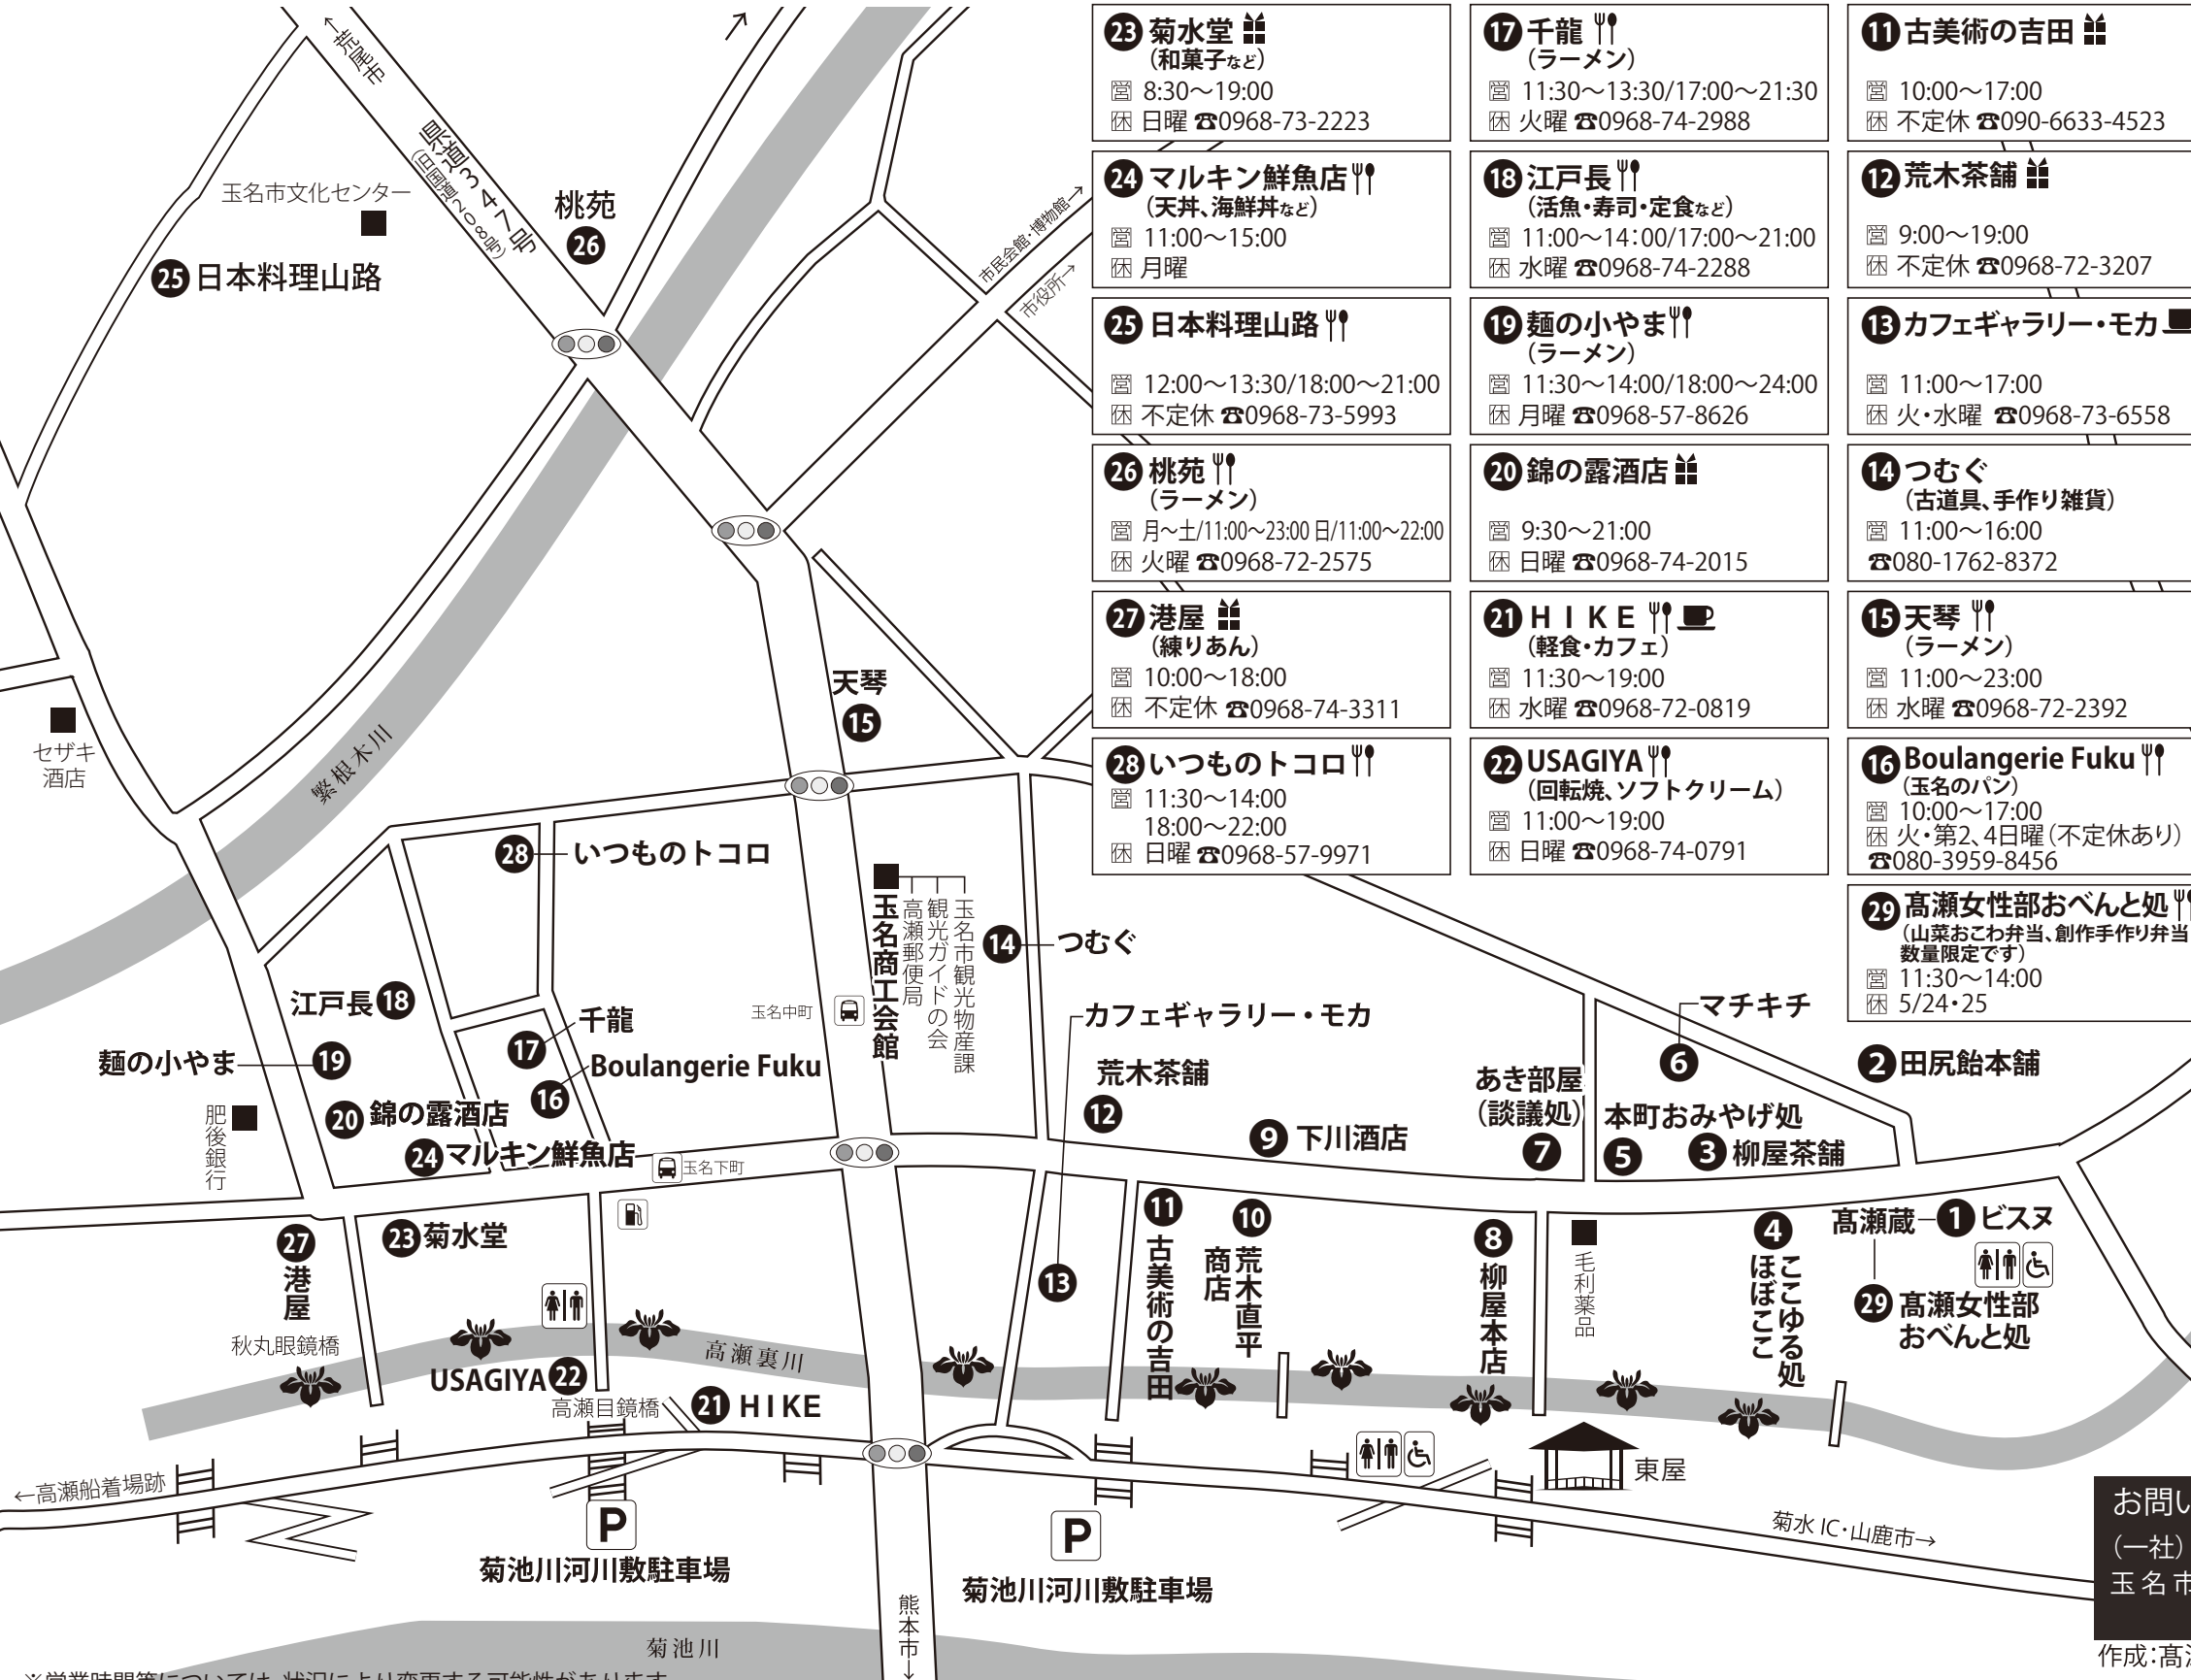 ㉓菊水堂
(和菓子など)
営 8:30〜19:00
休 日曜 ☎0968-73-2223
㉔マルキン鮮魚店
(天丼、海鮮丼など)
営 11:00〜15:00
休 月曜
㉕日本料理山路
営 12:00〜13:30/18:00〜21:00
休 不定休 ☎0968-73-5993
㉖桃苑
(ラーメン)
営 月〜土/11:00〜23:00 日/11:00〜22:00
休 火曜 ☎0968-72-2575
㉗港屋
(練りあん)
営 10:00〜18:00
休 不定休 ☎0968-74-3311
㉘いつものトコロ
営 11:30〜14:00
18:00〜22:00
休 日曜 ☎0968-57-9971
⑰千龍
(ラーメン)
営 11:30〜13:30/17:00〜21:30
休 火曜 ☎0968-74-2988
⑱江戸長
(活魚・寿司・定食など)
営 11:00〜14:00/17:00〜21:00
休 水曜 ☎0968-74-2288
⑲麺の小やま
(ラーメン)
営 11:30〜14:00/18:00〜24:00
休 月曜 ☎0968-57-8626
⑳錦の露酒店
営 9:30〜21:00
休 日曜 ☎0968-74-2015
㉑HIKE
(軽食・カフェ)
営 11:30〜19:00
休 水曜 ☎0968-72-0819
㉒USAGIYA
(回転焼、ソフトクリーム)
営 11:00〜19:00
休 日曜 ☎0968-74-0791
⑪古美術の吉田
営 10:00〜17:00
休 不定休 ☎090-6633-4523
⑫荒木茶舗
営 9:00〜19:00
休 不定休 ☎0968-72-3207
⑬カフェギャラリー・モカ
営 11:00〜17:00
休 火・水曜 ☎0968-73-6558
⑭つむぐ
(古道具、手作り雑貨)
営 11:00〜16:00
☎080-1762-8372
⑮天琴
(ラーメン)
営 11:00〜23:00
休 水曜 ☎0968-72-2392
⑯Boulangerie Fuku
(玉名のパン)
営 10:00〜17:00
休 火・第2、4日曜(不定休あり)
☎080-3959-8456
㉙髙瀬女性部おべんと処
(山菜おこわ弁当、創作手作り弁当
数量限定です)
営 11:30〜14:00
休 5/24・25
←荒尾市
県道347号
(旧国道208号)
玉名市文化センター
㉕日本料理山路
桃苑
㉖
市民会館・博物館→
市役所→
天琴
⑮
セザキ
酒店
繁根木川
㉘いつものトコロ
玉名商工会館
高瀬郵便局
観光ガイドの会
玉名市観光物産課
玉名中町
⑭つむぐ
カフェギャラリー・モカ
⑬
江戸長⑱
麺の小やま⑲
千龍
⑰
Boulangerie Fuku
⑯
肥後銀行
⑳錦の露酒店
㉔マルキン鮮魚店
玉名下町
荒木茶舗
⑫
⑨下川酒店
あき部屋
(談議処)
⑦
マチキチ
⑥
本町おみやげ処
⑤
③柳屋茶舗
②田尻飴本舗
㉗港屋
㉓菊水堂
秋丸眼鏡橋
USAGIYA㉒
高瀬目鏡橋
㉑HIKE
高瀬裏川
⑪古美術の吉田
⑩荒木直平
商店
⑧柳屋本店
毛利薬品
④ここゆる処
ほぼここ
髙瀬蔵
①ビスヌ
㉙髙瀬女性部
おべんと処
東屋
←高瀬船着場跡
P
菊池川河川敷駐車場
P
菊池川河川敷駐車場
菊水IC・山鹿市→
熊本市→
菊池川
お問い
(一社)
玉名市
作成:髙
※営業時間等については、状況により変更する可能性があります